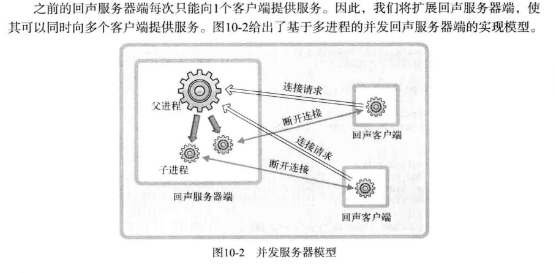 之前的回声服务器端每次只能向1个客户端提供服务。因此，我们将扩展回声服务器端，使
其可以同时向多个客户端提供服务。图10-2给出了基于多进程的并发回声服务器端的实现模型。
父进程
连接请求
断开连接
回声客户端
子进程
连接请求
断开连接
回声服务器端
回声客户端
图10-2 并发服务器模型